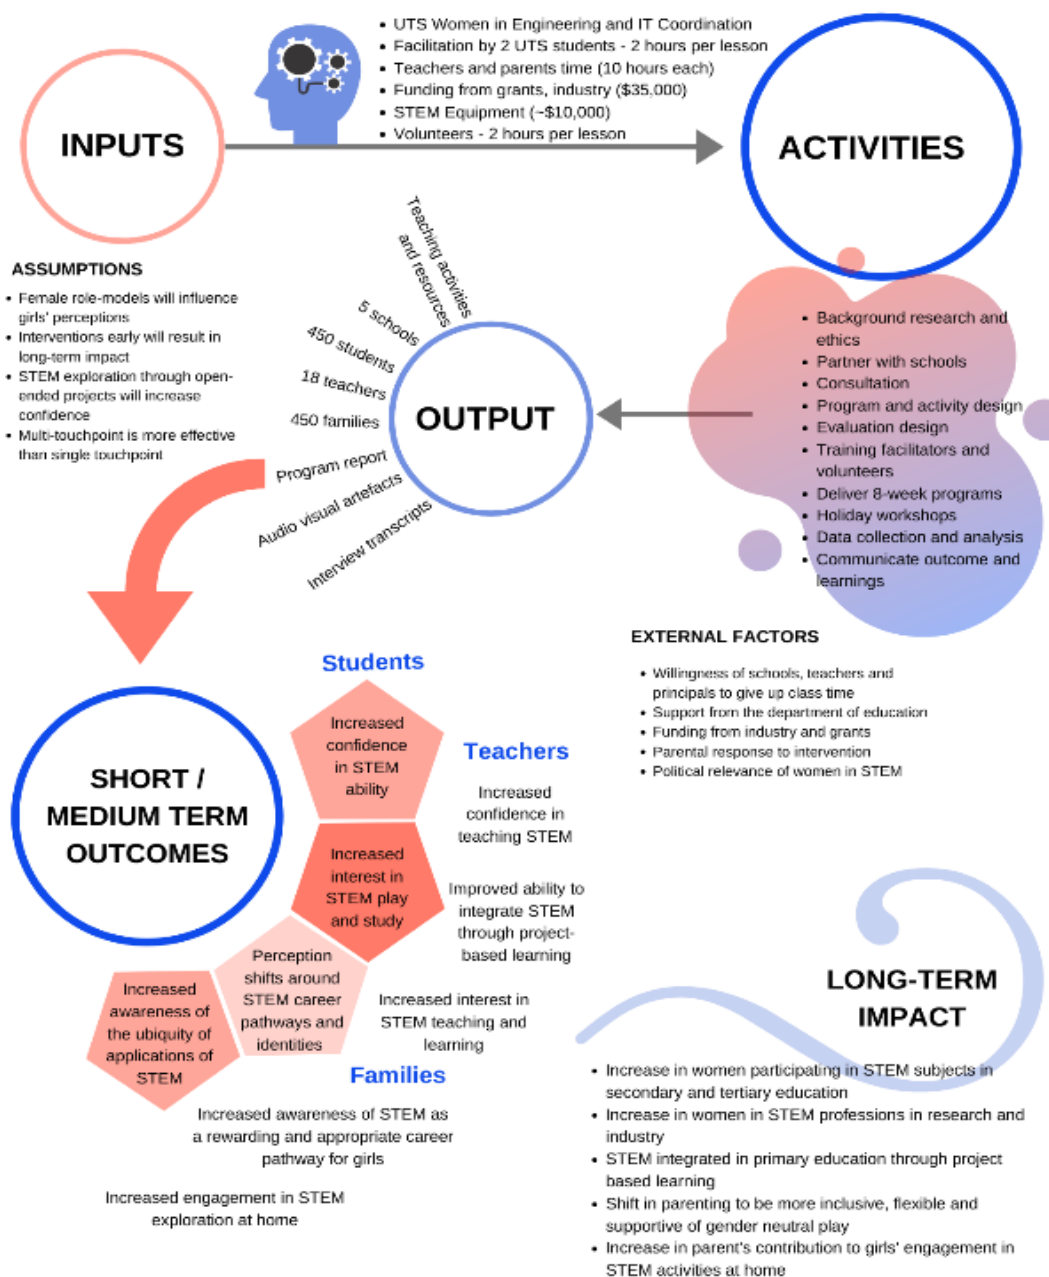 INPUTS
• UTS Women in Engineering and IT Coordination
• Facilitation by 2 UTS students - 2 hours per lesson
• Teachers and parents time (10 hours each)
• Funding from grants, industry ($35,000)
• STEM Equipment (~$10,000)
• Volunteers - 2 hours per lesson
ACTIVITIES
ASSUMPTIONS
• Female role-models will influence
girls' perceptions
• Interventions early will result in
long-term impact
• STEM exploration through open-
ended projects will increase
confidence
• Multi-touchpoint is more effective
than single touchpoint
Teaching activities
and resources
5 schools
450 students
18 teachers
450 families
Program report
Audio visual artefacts
Interview transcripts
OUTPUT
• Background research and
ethics
• Partner with schools
• Consultation
• Program and activity design
• Evaluation design
• Training facilitators and
volunteers
• Deliver 8-week programs
• Holiday workshops
• Data collection and analysis
• Communicate outcome and
learnings
EXTERNAL FACTORS
• Willingness of schools, teachers and
principals to give up class time
• Support from the department of education
• Funding from industry and grants
• Parental response to intervention
• Political relevance of women in STEM
SHORT /
MEDIUM TERM
OUTCOMES
Students
Increased
confidence
in STEM
ability
Increased
interest in
STEM play
and study
Perception
shifts around
STEM career
pathways and
identities
Increased
awareness of
the ubiquity of
applications of
STEM
Teachers
Increased
confidence in
teaching STEM
Improved ability to
integrate STEM
through project-
based learning
Increased interest in
STEM teaching and
learning
Families
Increased awareness of STEM as
a rewarding and appropriate career
pathway for girls
Increased engagement in STEM
exploration at home
LONG-TERM
IMPACT
• Increase in women participating in STEM subjects in
secondary and tertiary education
• Increase in women in STEM professions in research and
industry
• STEM integrated in primary education through project
based learning
• Shift in parenting to be more inclusive, flexible and
supportive of gender neutral play
• Increase in parent's contribution to girls' engagement in
STEM activities at home